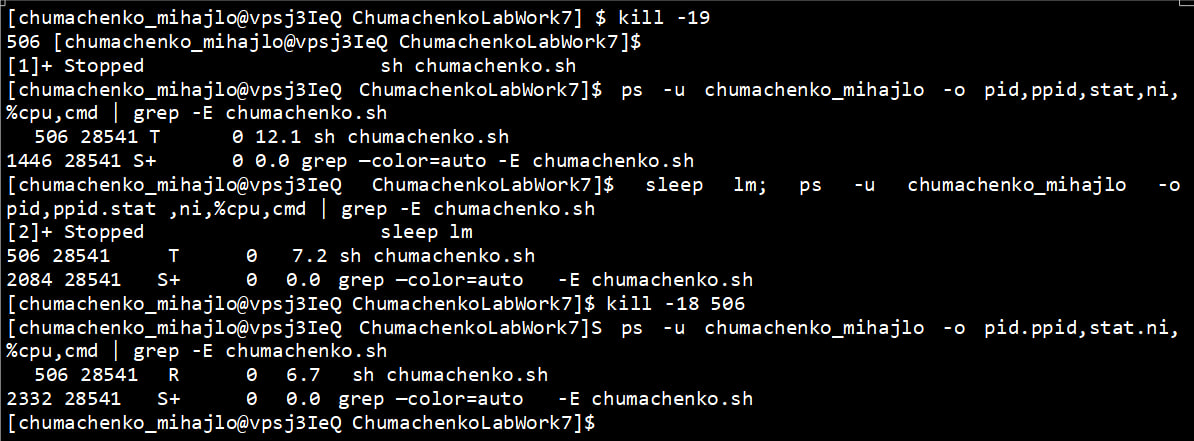 [chumachenko_mihajlo@vpsj3IeQ ChumachenkoLabWork7] $ kill -19
506 [chumachenko_mihajlo@vpsj3IeQ ChumachenkoLabWork7]$
[1]+ Stopped sh chumachenko.sh
[chumachenko_mihajlo@vpsj3IeQ ChumachenkoLabWork7]$ ps -u chumachenko_mihajlo -o pid,ppid,stat,ni,
%cpu,cmd | grep -E chumachenko.sh
506 28541 T 0 12.1 sh chumachenko.sh
1446 28541 S+ 0 0.0 grep —color=auto -E chumachenko.sh
[chumachenko_mihajlo@vpsj3IeQ ChumachenkoLabWork7]$ sleep lm; ps -u chumachenko_mihajlo -o
pid,ppid.stat ,ni,%cpu,cmd | grep -E chumachenko.sh
[2]+ Stopped sleep lm
506 28541 T 0 7.2 sh chumachenko.sh
2084 28541 S+ 0 0.0 grep —color=auto -E chumachenko.sh
[chumachenko_mihajlo@vpsj3IeQ ChumachenkoLabWork7]$ kill -18 506
[chumachenko_mihajlo@vpsj3IeQ ChumachenkoLabWork7]S ps -u chumachenko_mihajlo -o pid.ppid,stat.ni,
%cpu,cmd | grep -E chumachenko.sh
506 28541 R 0 6.7 sh chumachenko.sh
2332 28541 S+ 0 0.0 grep —color=auto -E chumachenko.sh
[chumachenko_mihajlo@vpsj3IeQ ChumachenkoLabWork7]$